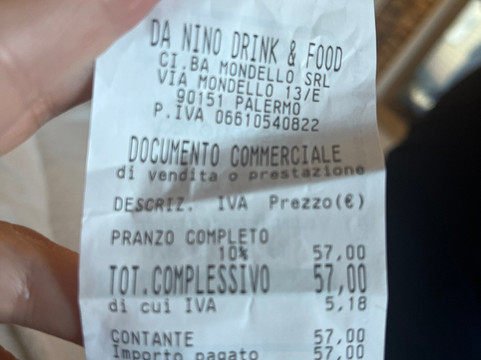 DA NINO DRINK & FOOD
CI.BA MONDELLO SRL
VIA MONDELLO 13/E
90151 PALERMO
P.IVA 06610540822
DOCUMENTO COMMERCIALE
di vendita o prestazione
DESCRIZ. IVA Prezzo(€)
PRANZO COMPLETO
10% 57,00
TOT.COMPLESSIVO 57,00
di cui IVA 5,18
CONTANTE 57,00
Importo pagato 57,00